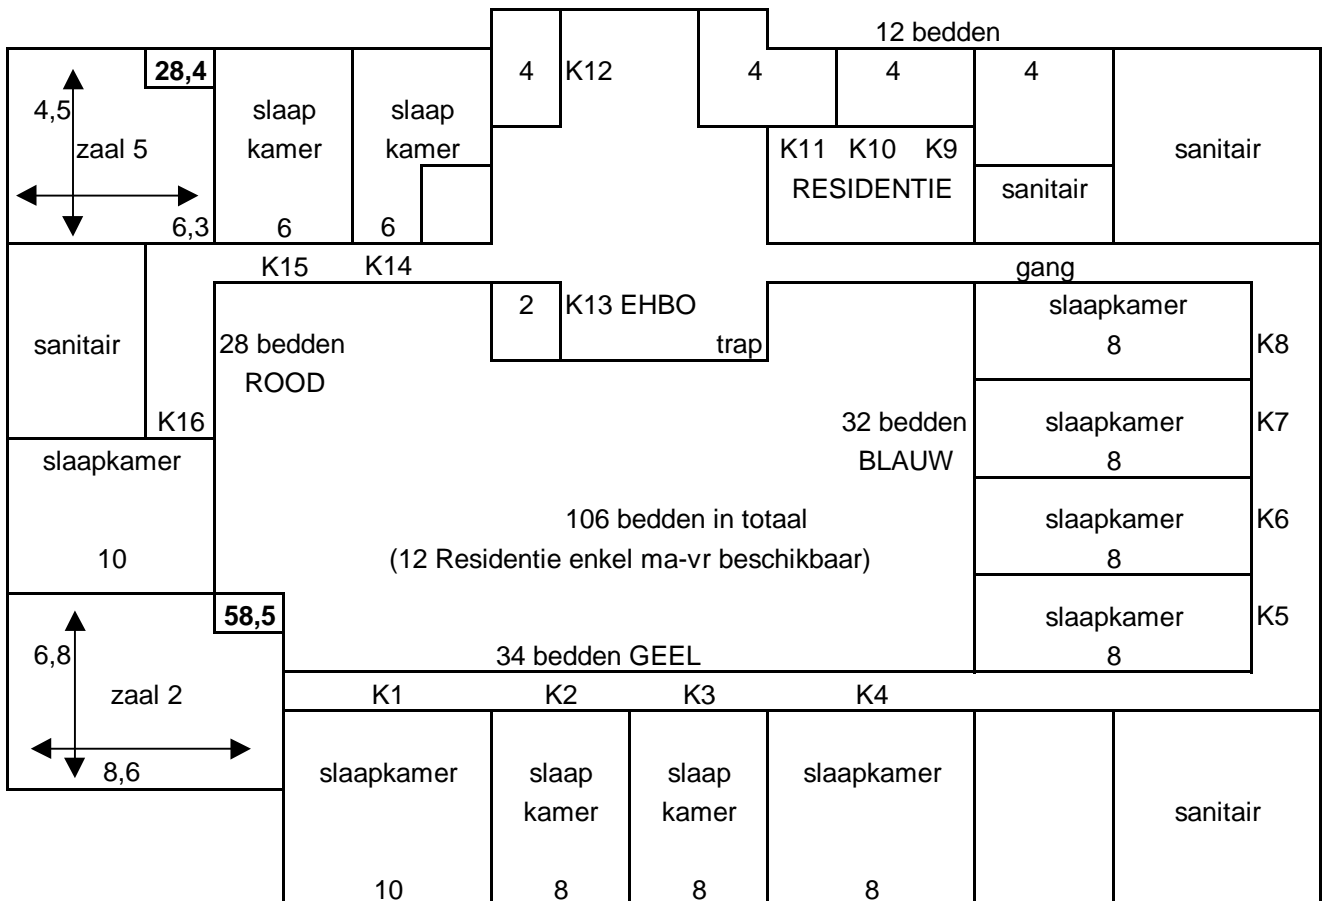 12 bedden
28,4 4 K12 4 4 4
4,5 slaap slaap
zaal 5 kamer kamer K11 K10 K9 sanitair
RESIDENTIE sanitair
6,3 6 6
K15 K14 gang
2 K13 EHBO slaapkamer
sanitair 28 bedden trap 8 K8
ROOD
K16 32 bedden slaapkamer K7
slaapkamer BLAUW 8
106 bedden in totaal slaapkamer K6
10 (12 Residentie enkel ma-vr beschikbaar) 8
58,5 slaapkamer K5
6,8 34 bedden GEEL 8
zaal 2 K1 K2 K3 K4
8,6 slaapkamer slaap slaap slaapkamer
kamer kamer sanitair
10 8 8 8